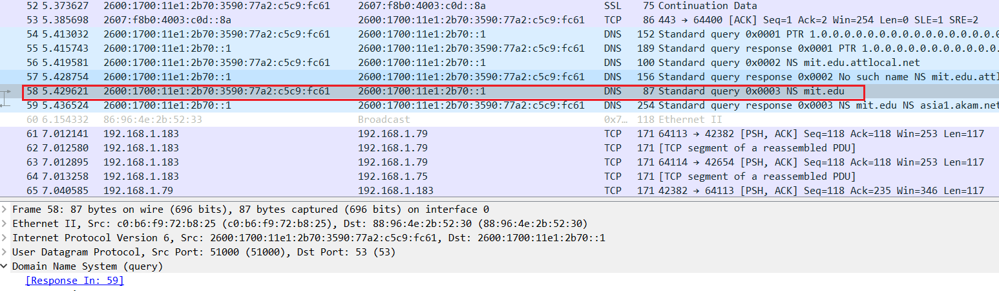 52 5.373627 2600:1700:11e1:2b70:3590:77a2:c5c9:fc61 2607:f8b0:4003:c0d::8a SSL 75 Continuation Data
53 5.385698 2607:f8b0:4003:c0d::8a 2600:1700:11e1:2b70:3590:77a2:c5c9:fc61 TCP 86 443 → 64400 [ACK] Seq=1 Ack=2 Win=254 Len=0 SLE=1 SRE=2
54 5.413032 2600:1700:11e1:2b70:3590:77a2:c5c9:fc61 2600:1700:11e1:2b70::1 DNS 152 Standard query 0x0001 PTR 1.0.0.0.0.0.0.0.0.0.0.0.0.0.0.0.0.0
55 5.415743 2600:1700:11e1:2b70::1 2600:1700:11e1:2b70:3590:77a2:c5c9:fc61 DNS 189 Standard query response 0x0001 PTR 1.0.0.0.0.0.0.0.0.0.0.0.0.
56 5.419581 2600:1700:11e1:2b70:3590:77a2:c5c9:fc61 2600:1700:11e1:2b70::1 DNS 100 Standard query 0x0002 NS mit.edu.attlocal.net
57 5.428754 2600:1700:11e1:2b70::1 2600:1700:11e1:2b70:3590:77a2:c5c9:fc61 DNS 156 Standard query response 0x0002 No such name NS mit.edu.attl
58 5.429621 2600:1700:11e1:2b70:3590:77a2:c5c9:fc61 2600:1700:11e1:2b70::1 DNS 87 Standard query 0x0003 NS mit.edu
59 5.436524 2600:1700:11e1:2b70::1 2600:1700:11e1:2b70:3590:77a2:c5c9:fc61 DNS 254 Standard query response 0x0003 NS mit.edu NS asia1.akam.net
60 6.154332 86:96:4e:2b:52:33 Broadcast 0x7… 118 Ethernet II
61 7.012141 192.168.1.183 192.168.1.79 TCP 171 64113 → 42382 [PSH, ACK] Seq=118 Ack=118 Win=253 Len=117
62 7.012580 192.168.1.183 192.168.1.79 TCP 171 [TCP segment of a reassembled PDU]
63 7.012895 192.168.1.183 192.168.1.79 TCP 171 64114 → 42654 [PSH, ACK] Seq=118 Ack=118 Win=253 Len=117
64 7.013258 192.168.1.183 192.168.1.75 TCP 171 [TCP segment of a reassembled PDU]
65 7.040585 192.168.1.79 192.168.1.183 TCP 171 42382 → 64113 [PSH, ACK] Seq=118 Ack=235 Win=346 Len=117
Frame 58: 87 bytes on wire (696 bits), 87 bytes captured (696 bits) on interface 0
Ethernet II, Src: c0:b6:f9:72:b8:25 (c0:b6:f9:72:b8:25), Dst: 88:96:4e:2b:52:30 (88:96:4e:2b:52:30)
Internet Protocol Version 6, Src: 2600:1700:11e1:2b70:3590:77a2:c5c9:fc61, Dst: 2600:1700:11e1:2b70::1
User Datagram Protocol, Src Port: 51000 (51000), Dst Port: 53 (53)
Domain Name System (query)
[Response In: 59]